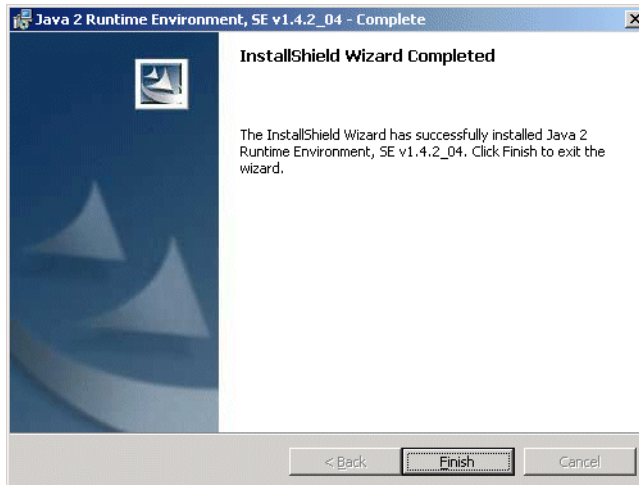 Java 2 Runtime Environment, SE v1.4.2_04 - Complete
InstallShield Wizard Completed
The InstallShield Wizard has successfully installed Java 2
Runtime Environment, SE v1.4.2_04. Click Finish to exit the
wizard.
< Back
Finish
Cancel